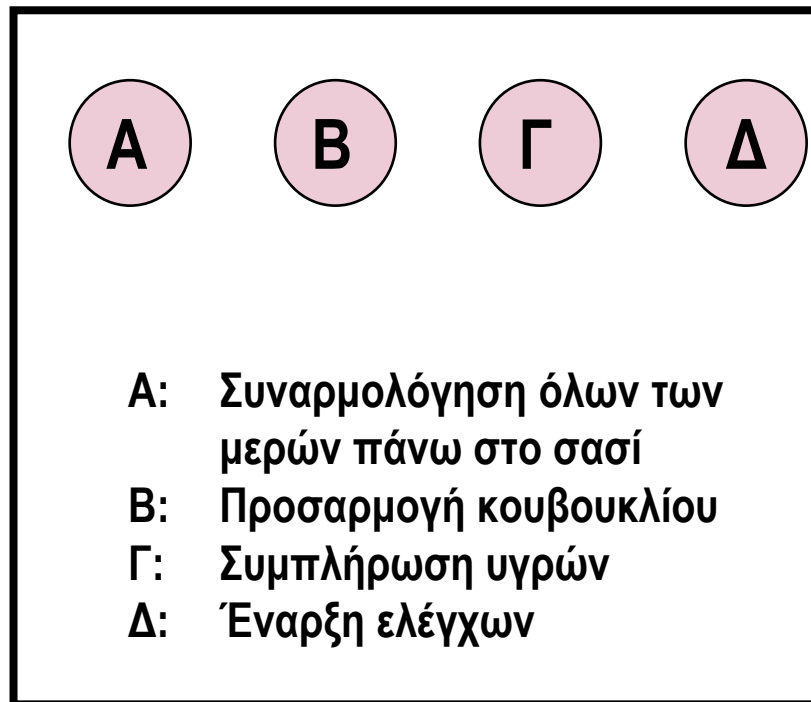 Α Β Γ Δ
Α: Συναρμολόγηση όλων των
μερών πάνω στο σασί
Β: Προσαρμογή κουβουκλίου
Γ: Συμπλήρωση υγρών
Δ: Έναρξη ελέγχων